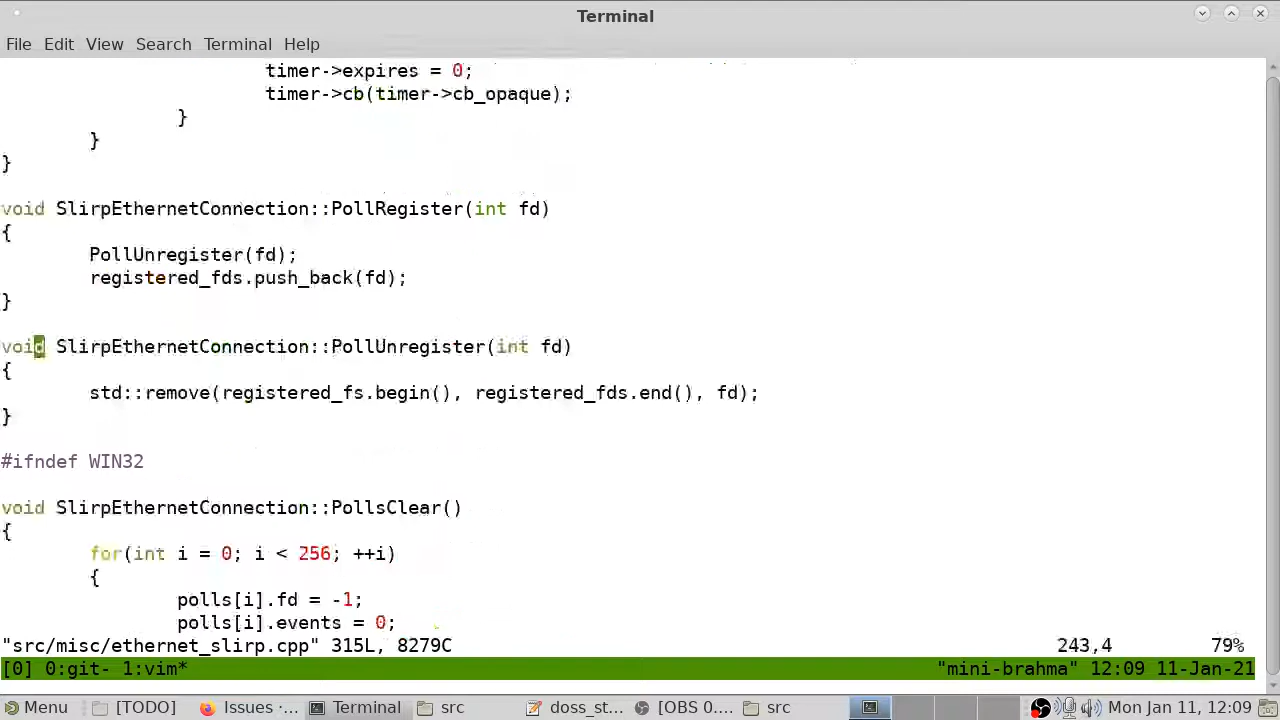 Terminal
File Edit View Search Terminal Help
timer->expires = 0;
timer->cb(timer->cb_opaque);
}
}
}
void SlirpEthernetConnection::PollRegister(int fd)
{
PollUnregister(fd);
registered_fds.push_back(fd);
}
void SlirpEthernetConnection::PollUnregister(int fd)
{
std::remove(registered_fs.begin(), registered_fds.end(), fd);
}
#ifndef WIN32
void SlirpEthernetConnection::PollsClear()
{
for(int i = 0; i < 256; ++i)
{
polls[i].fd = -1;
polls[i].events = 0;
"src/misc/ethernet_slirp.cpp" 315L, 8279C 243,4 79%
[0] 0:git- 1:vim* "mini-brahma" 12:09 11-Jan-21
Menu [TODO] Issues ·... Terminal src doss_st... [OBS 0.... src Mon Jan 11, 12:09